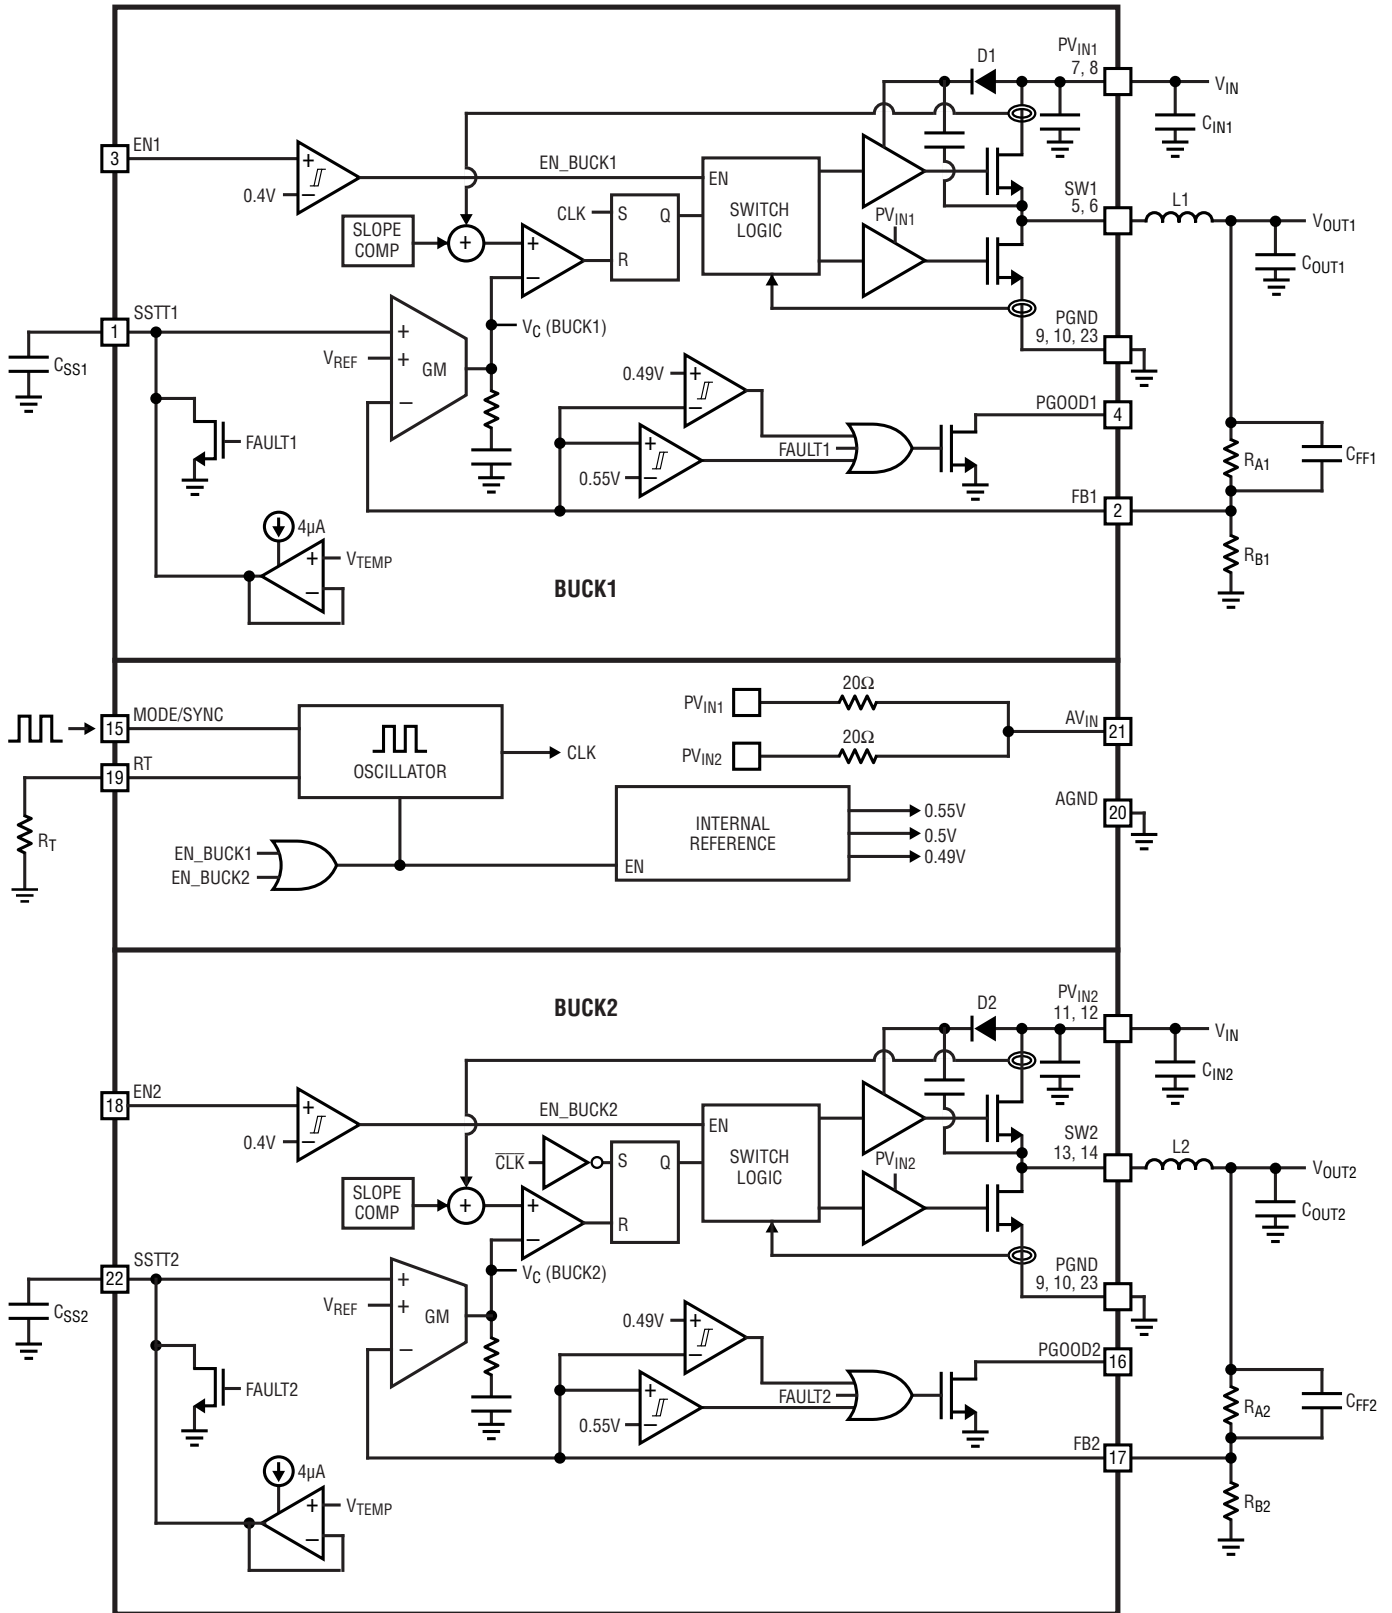 D1
PVIN1
7, 8
VIN
CIN1
3
EN1
+
0.4V
−
EN_BUCK1
EN
SWITCH
LOGIC
PVIN1
SW1
5, 6
L1
VOUT1
COUT1
CLK
S
Q
R
SLOPE
COMP
+
+
−
SSTT1
1
CSS1
+
VREF
+
−
GM
VC (BUCK1)
PGND
9, 10, 23
0.49V
+
−
PGOOD1
4
FAULT1
FAULT1
+
0.55V
−
RA1
CFF1
FB1
2
4µA
+
VTEMP
−
RB1
BUCK1
MODE/SYNC
15
RT
19
RT
OSCILLATOR
CLK
PVIN1
20Ω
PVIN2
20Ω
AVIN
21
AGND
20
INTERNAL
REFERENCE
EN
0.55V
0.5V
0.49V
EN_BUCK1
EN_BUCK2
BUCK2
D2
PVIN2
11, 12
VIN
CIN2
EN2
18
+
0.4V
−
EN_BUCK2
EN
SWITCH
LOGIC
PVIN2
SW2
13, 14
L2
VOUT2
COUT2
C̅L̅K̅
S
Q
R
SLOPE
COMP
+
+
−
SSTT2
22
CSS2
+
VREF
+
−
GM
VC (BUCK2)
PGND
9, 10, 23
0.49V
+
−
PGOOD2
16
FAULT2
FAULT2
+
0.55V
−
RA2
CFF2
FB2
17
4µA
+
VTEMP
−
RB2